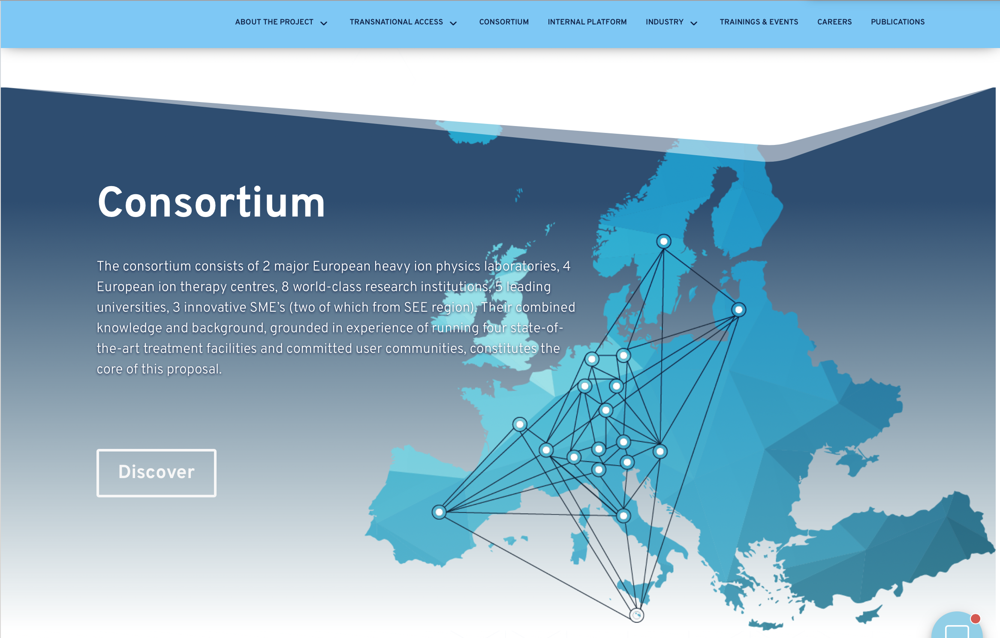 ABOUT THE PROJECT TRANSNATIONAL ACCESS CONSORTIUM INTERNAL PLATFORM INDUSTRY TRAININGS & EVENTS CAREERS PUBLICATIONS
Consortium
The consortium consists of 2 major European heavy ion physics laboratories, 4
European ion therapy centres, 8 world-class research institutions, 5 leading
universities, 3 innovative SME’s (two of which from SEE region). Their combined
knowledge and background, grounded in experience of running four state-of-
the-art treatment facilities and committed user communities, constitutes the
core of this proposal.
Discover